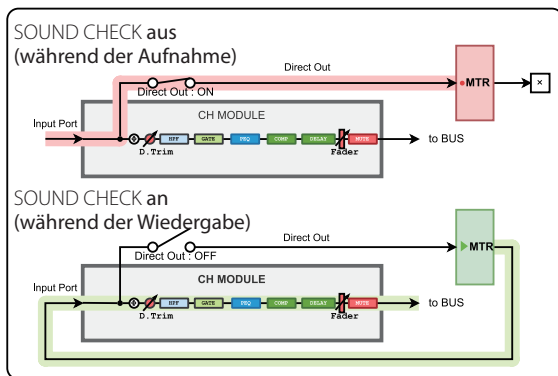 SOUND CHECK aus
(während der Aufnahme)
Direct Out
MTR
×
Direct Out : ON
CH MODULE
Input Port
Φ
HPF
GATE
PEQ
COMP
DELAY
MUTE
to BUS
D.Trim
Fader
SOUND CHECK an
(während der Wiedergabe)
Direct Out
MTR
Direct Out : OFF
CH MODULE
Input Port
Φ
HPF
GATE
PEQ
COMP
DELAY
MUTE
to BUS
D.Trim
Fader